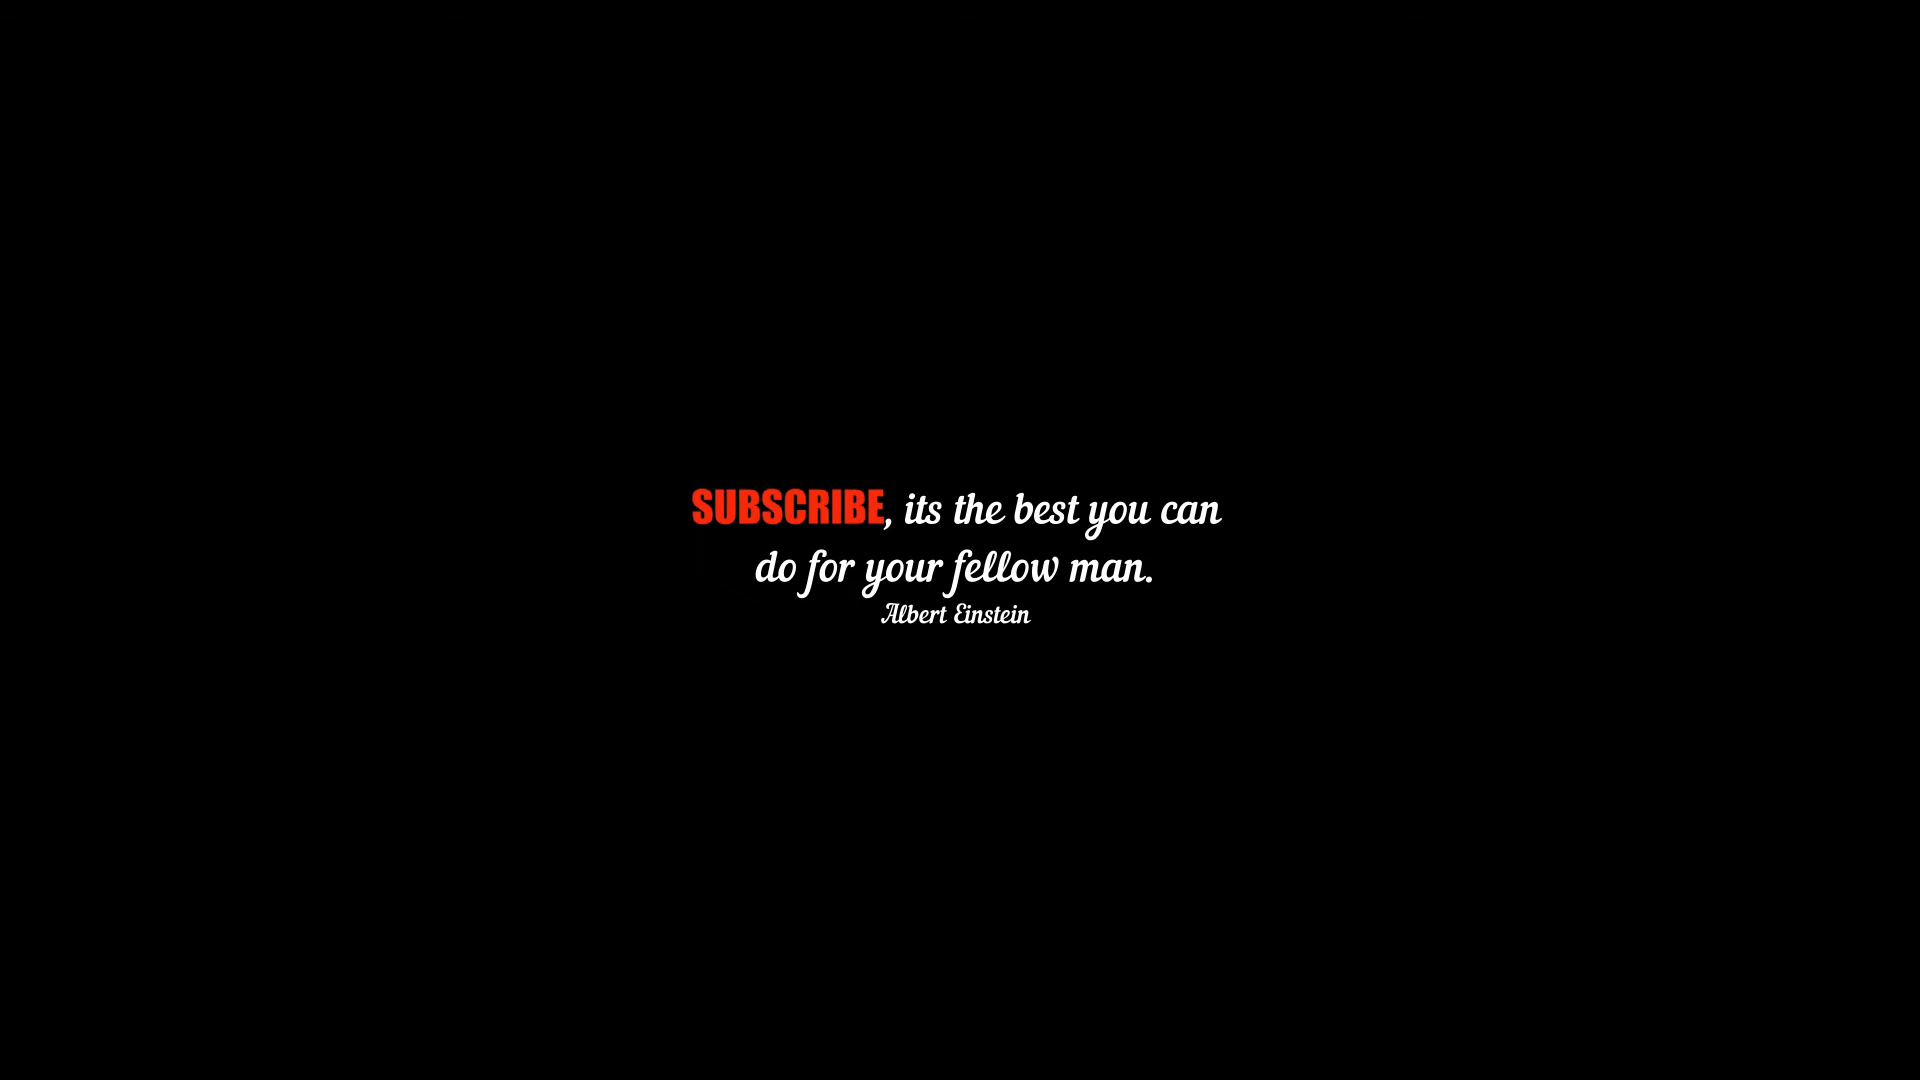 SUBSCRIBE, its the best you can
do for your fellow man.
Albert Einstein